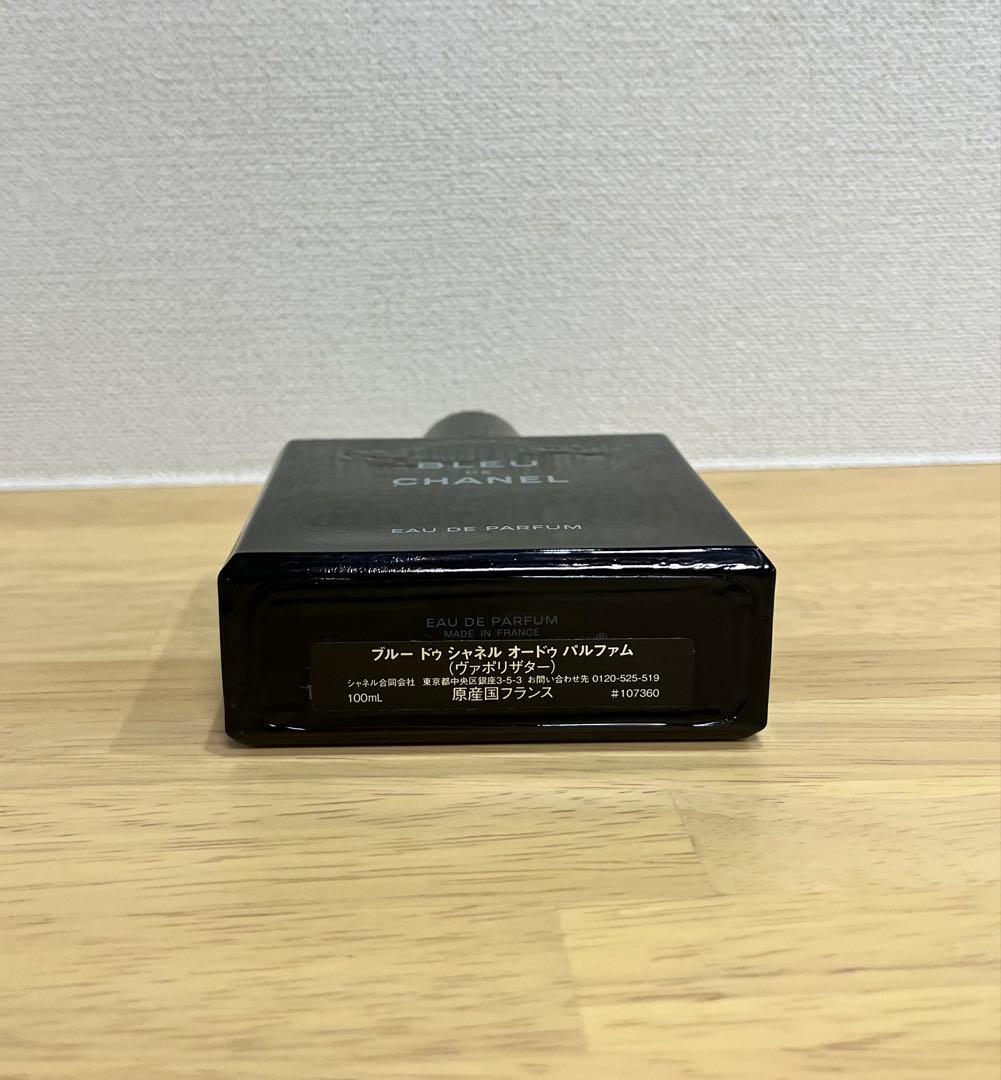 BLEU
DE
CHANEL
EAU DE PARFUM
EAU DE PARFUM
MADE IN FRANCE
®
ブルー ドゥ シャネル オードゥ パルファム
(ヴァポリザター)
シャネル合同会社 東京都中央区銀座3-5-3 お問い合わせ先 0120-525-519
100mL 原産国フランス #107360